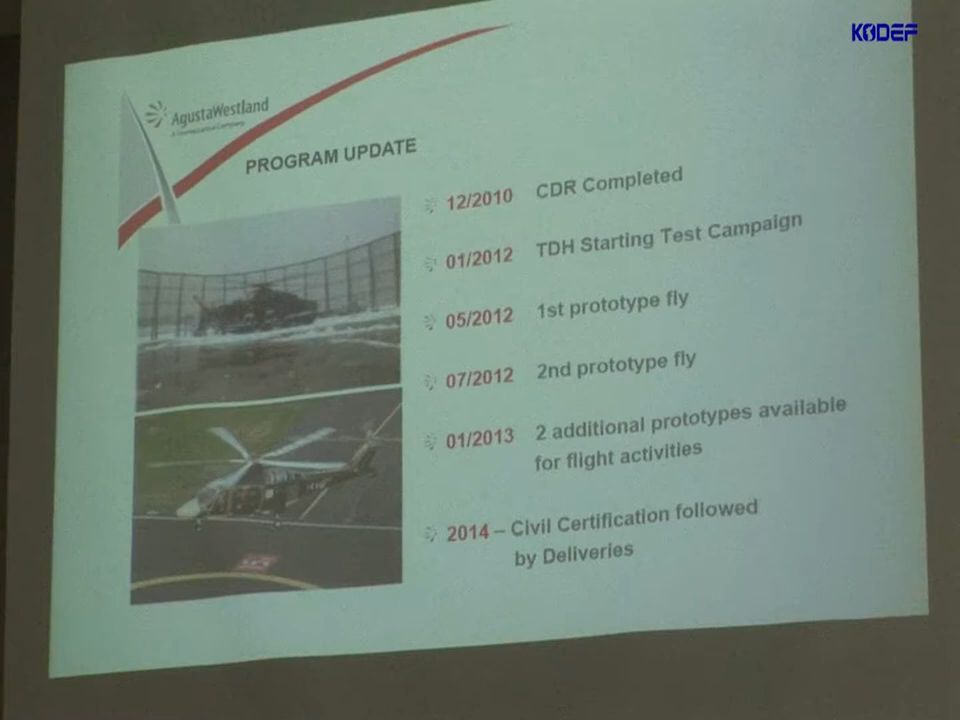 KODEF
AgustaWestland
A Finmeccanica Company
PROGRAM UPDATE
12/2010 CDR Completed
01/2012 TDH Starting Test Campaign
05/2012 1st prototype fly
07/2012 2nd prototype fly
01/2013 2 additional prototypes available
for flight activities
2014 – Civil Certification followed
by Deliveries